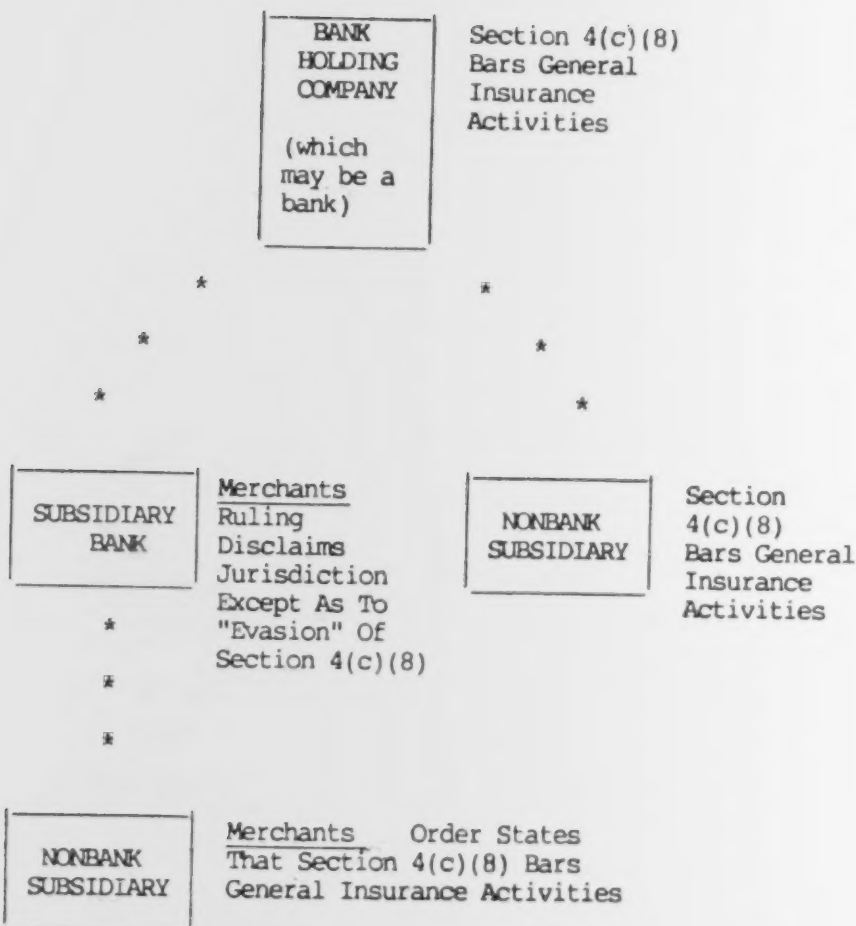 BANK
HOLDING
COMPANY
(which
may be a
bank)
Section 4(c)(8)
Bars General
Insurance
Activities
*
*
*
*
*
*
SUBSIDIARY
BANK
Merchants
Ruling
Disclaims
Jurisdiction
Except As To
"Evasion" Of
Section 4(c)(8)
NONBANK
SUBSIDIARY
Section
4(c)(8)
Bars General
Insurance
Activities
*
*
*
NONBANK
SUBSIDIARY
Merchants Order States
That Section 4(c)(8) Bars
General Insurance Activities